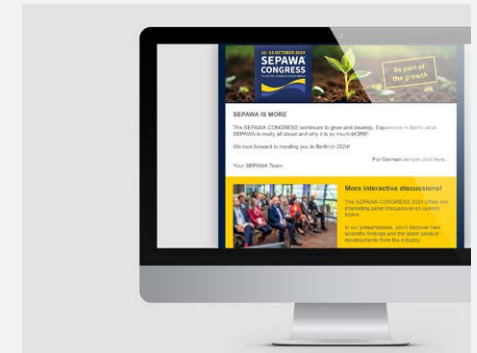 SEPAWA
CONGRESS
Be part of
the growth
SEPAWA IS MORE
The SEPAWA CONGRESS continues to grow and develop. Experience in Berlin what
SEPAWA is really all about and why it is so much MORE!
We look forward to meeting you in Berlin in 2024!
For German version click here.
Your SEPAWA Team
More interactive discussions!
The SEPAWA CONGRESS 2024 offers two
interesting panel discussions on current
topics.
In our presentations, you'll discover new
scientific findings and the latest product
developments from the industry.